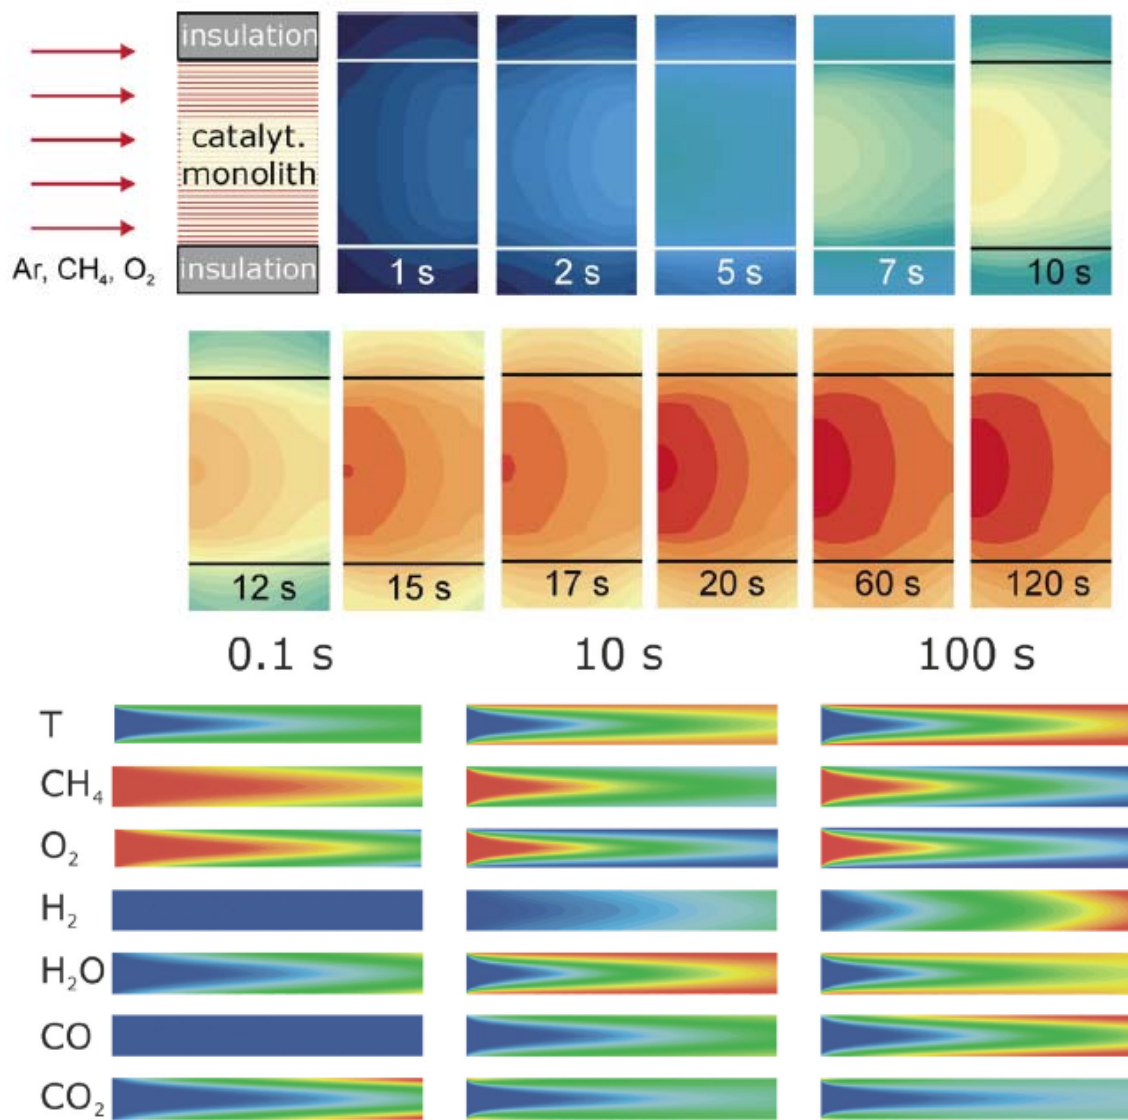 insulation
catalyt.
monolith
insulation
Ar, CH₄, O₂
1 s
2 s
5 s
7 s
10 s
12 s
15 s
17 s
20 s
60 s
120 s
0.1 s
10 s
100 s
T
CH₄
O₂
H₂
H₂O
CO
CO₂